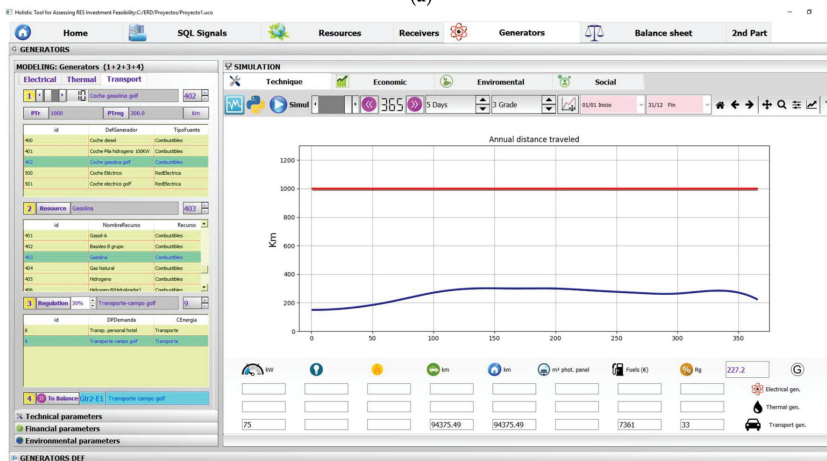 (a)
Holistic Tool for Assessing RES Investment Feasibility:C:/ERD/Proyectos/Proyecto1.uco
Home SQL Signals Resources Receivers Generators Balance sheet 2nd Part
GENERATORS
MODELING: Generators (1+2+3+4)
Electrical Thermal Transport
1 Coche gasolina golf 402
PTr 1000 PTrng 200.0 Km
id DefGenerador TipoFuente
400 Coche diesel Combustibles
401 Coche Pila hidrogeno 100KW Combustibles
402 Coche gasolina golf Combustibles
500 Coche Eléctrico RedElectrica
501 Coche electrico golf RedElectrica
2 Resource Gasolina 403
id NombreRecurso Recurso
401 Gasoil-A Combustibles
402 Gasoleo B grupo Combustibles
403 Gasolina Combustibles
404 Gas Natural Combustibles
405 Hidrogeno Combustibles
406 Combustibles
3 Regulation 30% Transporte-campo golf 9
id DPDemanda CEnergia
8 Transp. personal hotel Transporte
9 Transporte campo golf Transporte
4 To Balance Gtr2-E1 Transporte campo golf
Technical parameters
Financial parameters
Environmental parameters
GENERATORS DEF
SIMULATION
Technique Economic Enviromental Social
Simul 365 5 Days 3 Grade 01/01 Inicio 31/12 Fin
Annual distance traveled
Km
1200
1000
800
600
400
200
0
0 50 100 150 200 250 300 350
kW km km m² phot. panel Fuels (€) % Rg 227.2 G
Electrical gen.
Thermal gen.
75 94375.49 94375.49 7361 33 Transport gen.